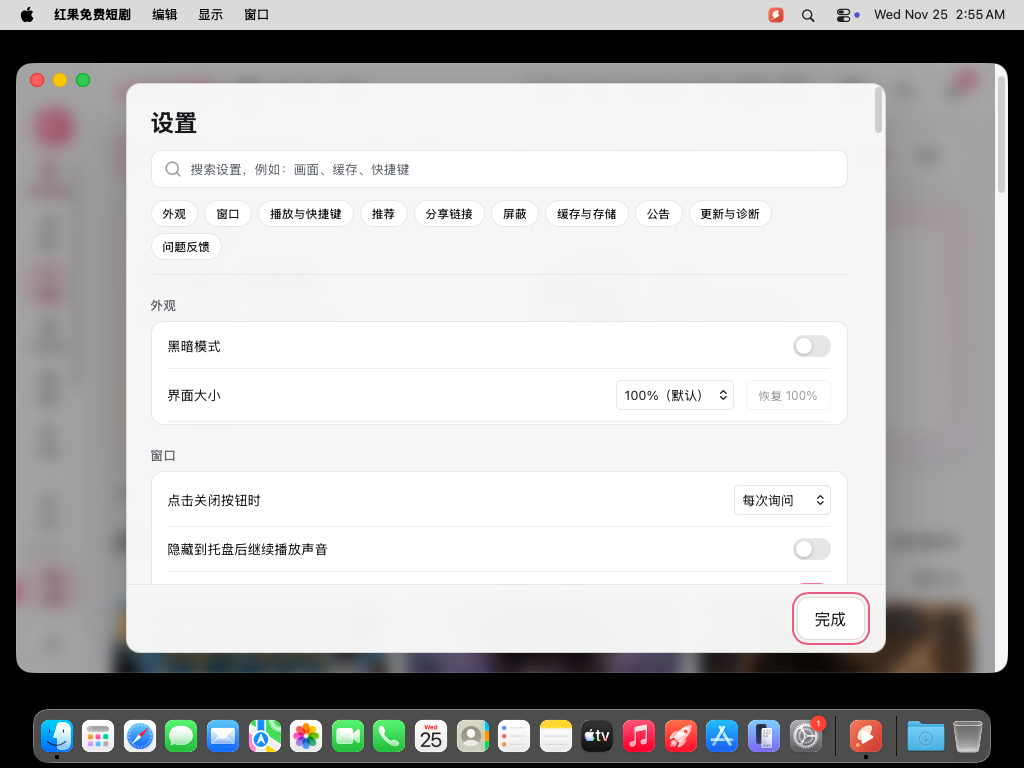 红果免费短剧 编辑 显示 窗口 Wed Nov 25 2:55 AM
设置
搜索设置，例如：画面、缓存、快捷键
外观 窗口 播放与快捷键 推荐 分享链接 屏蔽 缓存与存储 公告 更新与诊断
问题反馈
外观
黑暗模式
界面大小 100%（默认） 恢复 100%
窗口
点击关闭按钮时 每次询问
隐藏到托盘后继续播放声音
完成
Wed
25
tv
1